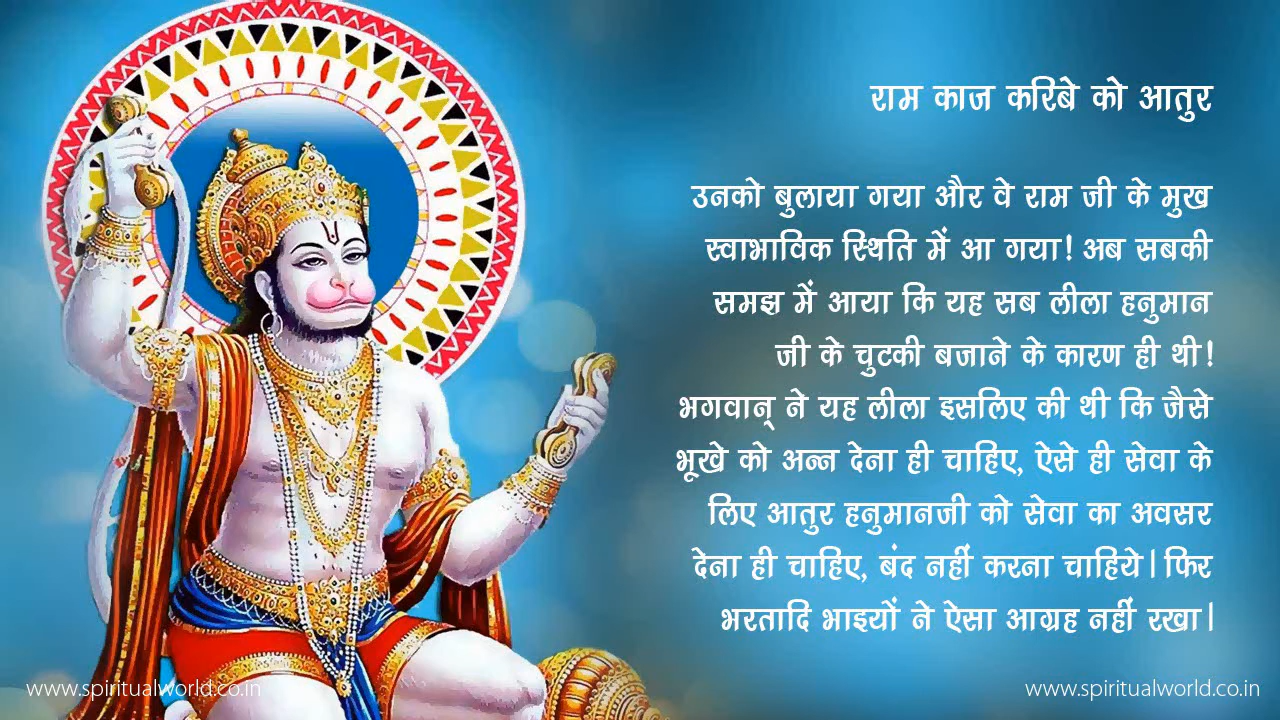 राम काज करिबे को आतुर
उनको बुलाया गया और वे राम जी के मुख
स्वाभाविक स्थिति में आ गया! अब सबकी
समझ में आया कि यह सब लीला हनुमान
जी के चुटकी बजाने के कारण ही थी!
भगवान् ने यह लीला इसलिए की थी कि जैसे
भूखे को अन्न देना ही चाहिए, ऐसे ही सेवा के
लिए आतुर हनुमानजी को सेवा का अवसर
देना ही चाहिए, बंद नहीं करना चाहिये। फिर
भरतादि भाइयों ने ऐसा आग्रह नहीं रखा।
www.spiritualworld.co.in
www.spiritualworld.co.in